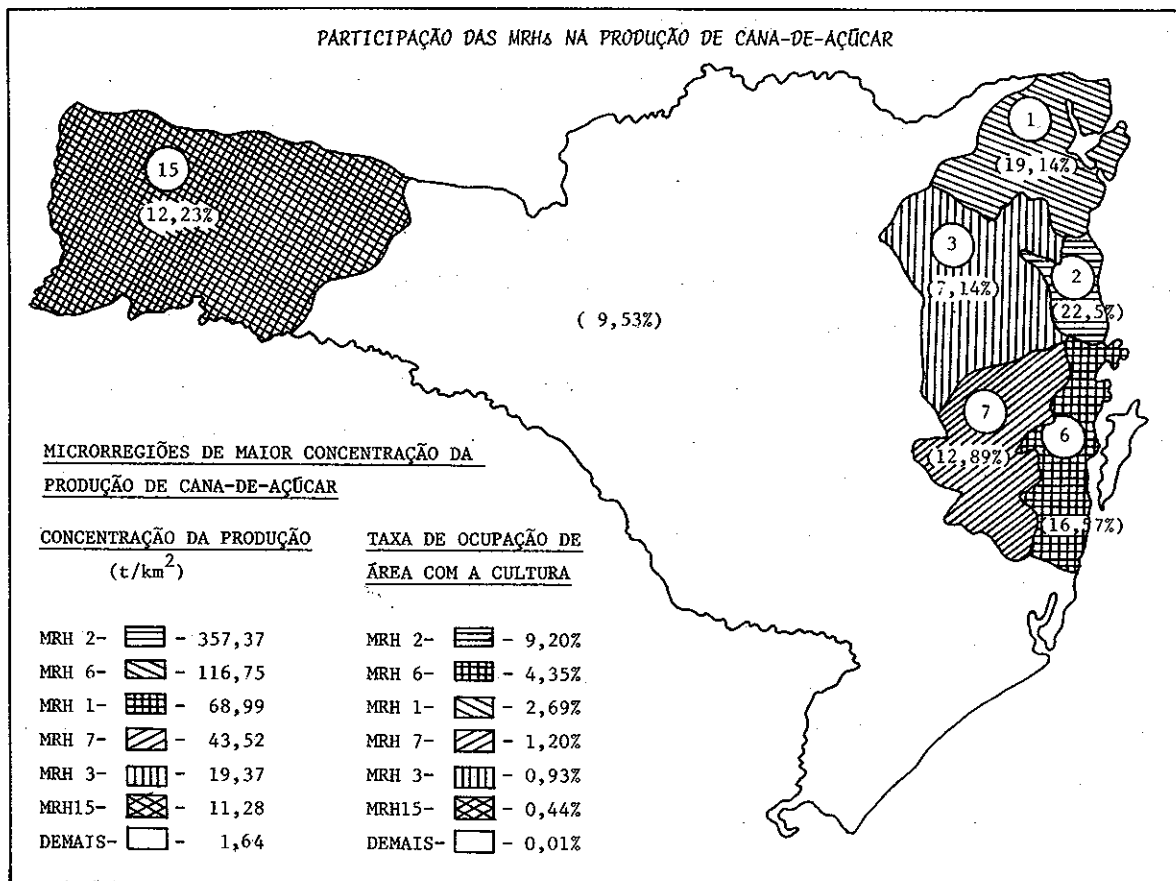 PARTICIPAÇÃO DAS MRHs NA PRODUÇÃO DE CANA-DE-AÇÚCAR
1
(19,14%)
15
12,23%)
3
(7,14%)
2
(22,5%)
( 9,53%)
7
(12,89%)
6
(16,57%)
MICRORREGIÕES DE MAIOR CONCENTRAÇÃO DA
PRODUÇÃO DE CANA-DE-AÇÚCAR
CONCENTRAÇÃO DA PRODUÇÃO
(t/km²)
MRH 2- - 357,37
MRH 6- - 116,75
MRH 1- - 68,99
MRH 7- - 43,52
MRH 3- - 19,37
MRH15- - 11,28
DEMAIS- - 1,64
TAXA DE OCUPAÇÃO DE
ÁREA COM A CULTURA
MRH 2- - 9,20%
MRH 6- - 4,35%
MRH 1- - 2,69%
MRH 7- - 1,20%
MRH 3- - 0,93%
MRH15- - 0,44%
DEMAIS- - 0,01%